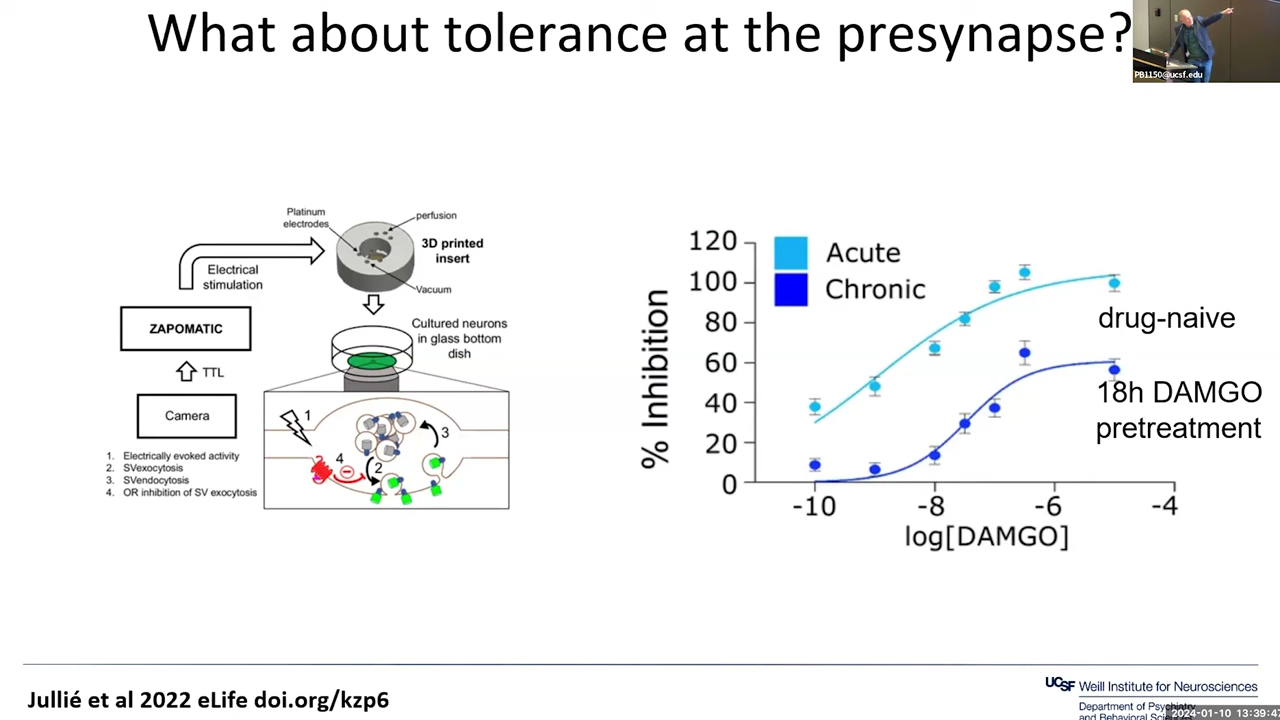 What about tolerance at the presynapse?
PB1150@ucsf.edu
Platinum
electrodes
perfusion
3D printed
insert
Vacuum
Electrical
stimulation
ZAPOMATIC
TTL
Camera
Cultured neurons
in glass bottom
dish
1
2
3
4
1. Electrically evoked activity
2. SVexocytosis
3. SVendocytosis
4. OR inhibition of SV exocytosis
% Inhibition
120
100
80
60
40
20
0
Acute
Chronic
drug-naive
18h DAMGO
pretreatment
-10
-8
-6
-4
log[DAMGO]
Jullié et al 2022 eLife doi.org/kzp6
UCSF Weill Institute for Neurosciences
Department of Psychiatry
and Behavioral
2024-01-10 13:39:4